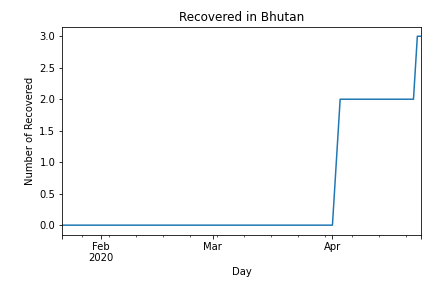 Recovered in Bhutan
Number of Recovered
3.0
2.5
2.0
1.5
1.0
0.5
0.0
Feb
2020
Mar
Apr
Day